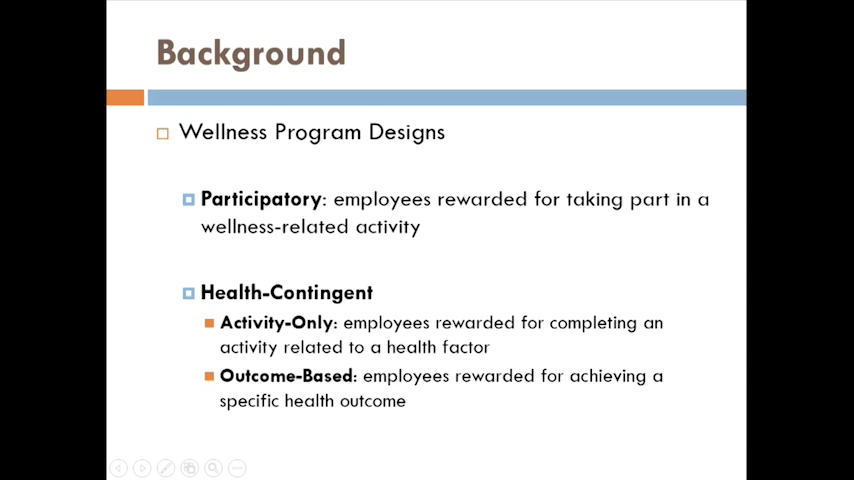 Background
Wellness Program Designs
Participatory: employees rewarded for taking part in a
wellness-related activity
Health-Contingent
Activity-Only: employees rewarded for completing an
activity related to a health factor
Outcome-Based: employees rewarded for achieving a
specific health outcome